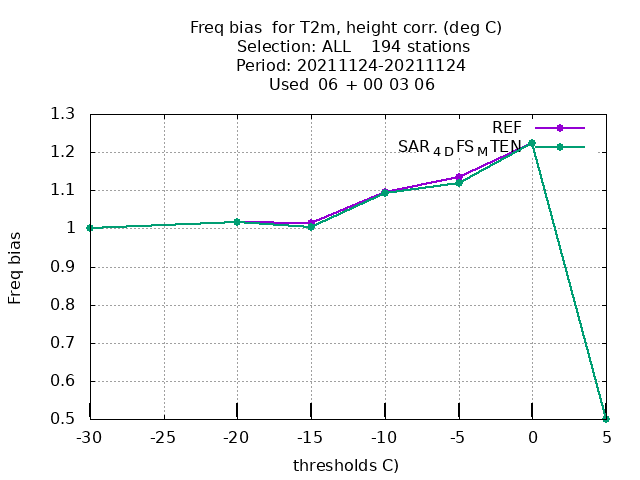 Freq bias  for T2m, height corr. (deg C)
Selection: ALL    194 stations
Period: 20211124-20211124
Used  06 + 00 03 06
1.3
1.2
1.1
1
0.9
0.8
0.7
0.6
0.5
Freq bias
REF
SAR4DFSMTEN
-30 -25 -20 -15 -10 -5 0 5
thresholds C)